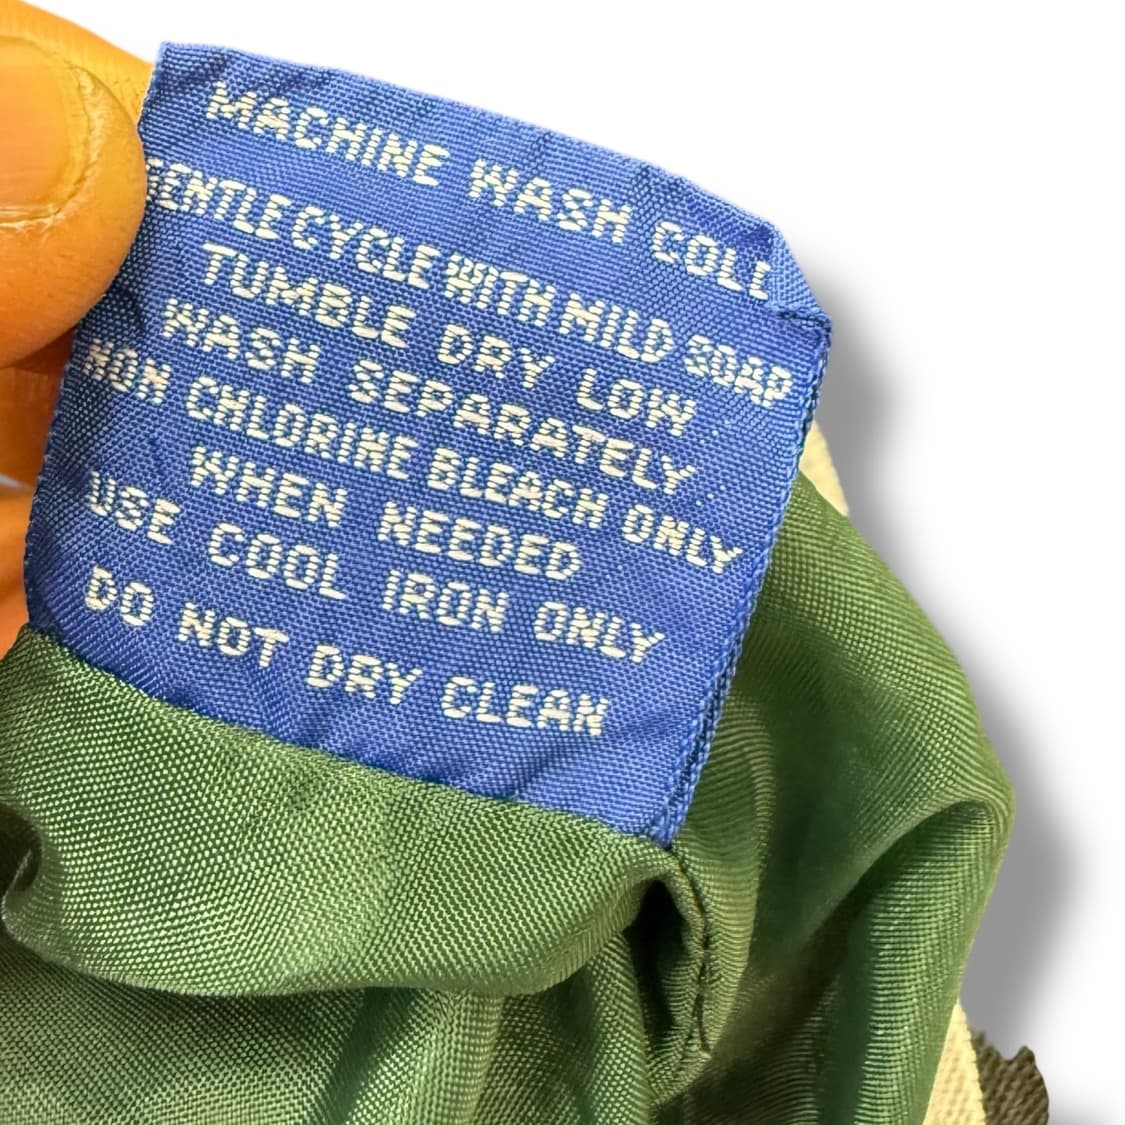 MACHINE WASH COLL
GENTLE CYCLE WITH MILD SOAP
TUMBLE DRY LOW
WASH SEPARATELY
NON CHLORINE BLEACH ONLY
WHEN NEEDED
USE COOL IRON ONLY
DO NOT DRY CLEAN